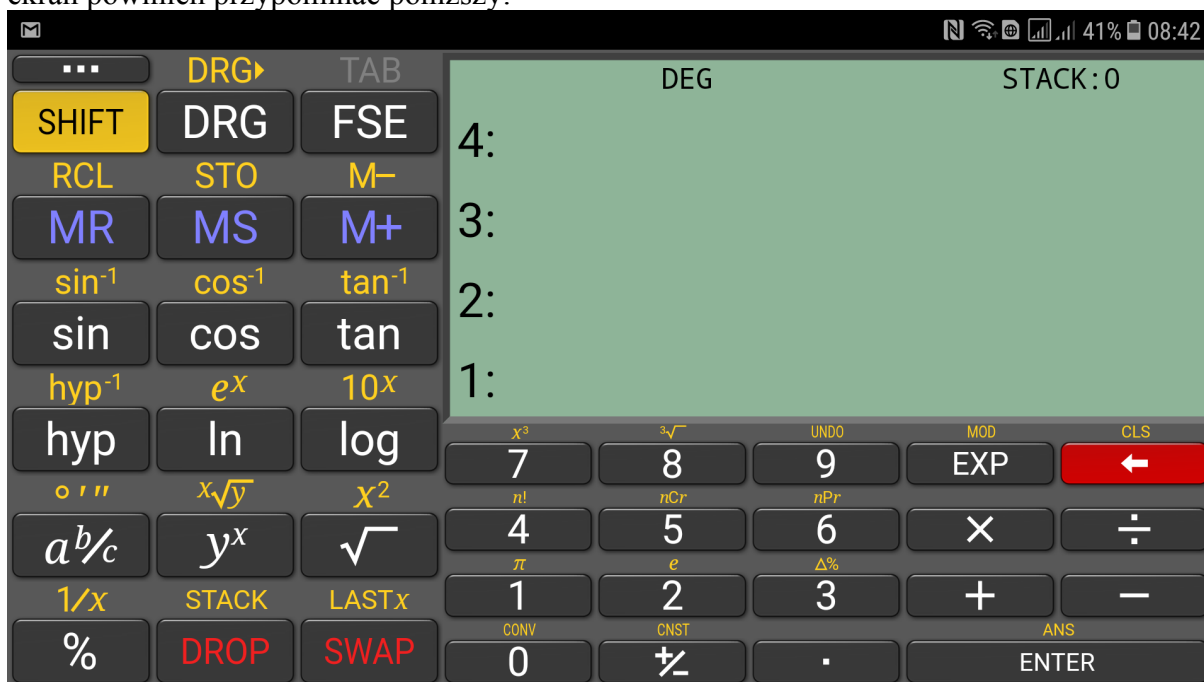 ekran powinien przypominać poniższy:
41% 08:42
DRG▸ TAB
SHIFT DRG FSE
RCL STO M–
MR MS M+
sin⁻¹ cos⁻¹ tan⁻¹
sin cos tan
hyp⁻¹ eˣ 10ˣ
hyp ln log
° ′ ″ ˣ√y x²
a b/c yˣ √
1/x STACK LASTx
% DROP SWAP
DEG STACK:0
4:
3:
2:
1:
x³ ³√ UNDO MOD CLS
7 8 9 EXP
n! nCr nPr
4 5 6 × ÷
π e Δ%
1 2 3 + −
CONV CNST ANS
0 +/− . ENTER